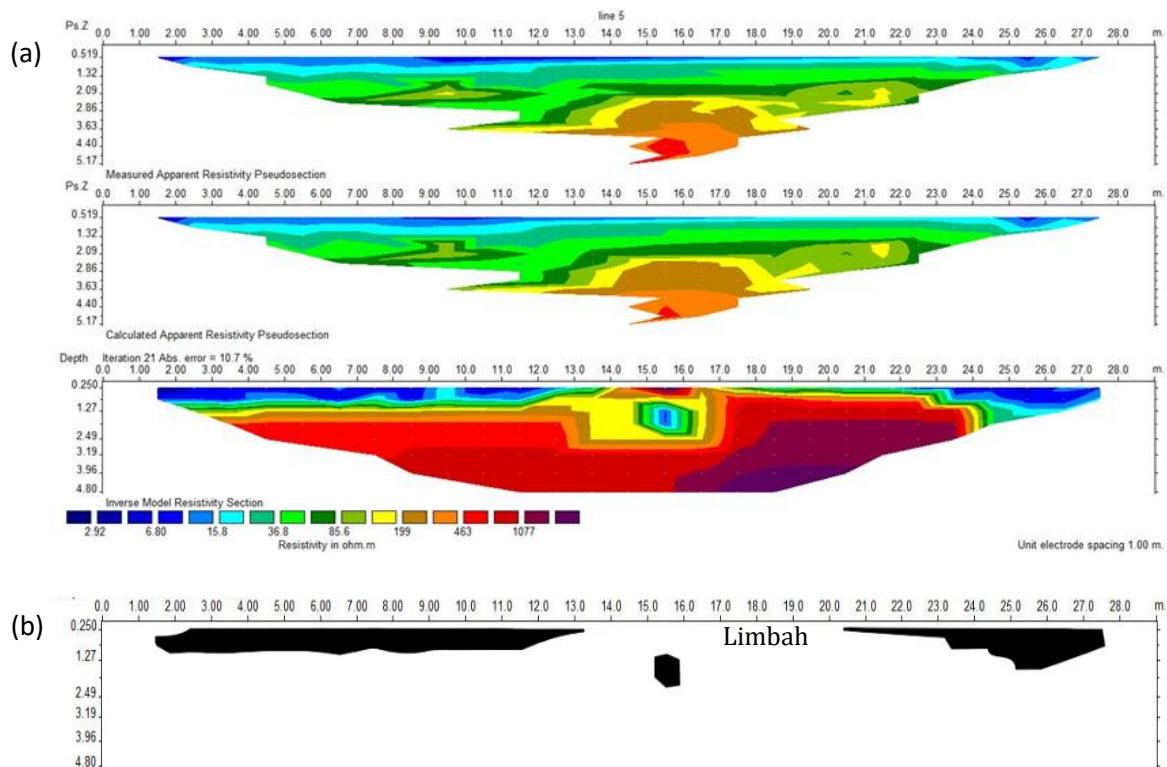 line 5
(a)
Ps.Z 0.0 1.00 2.00 3.00 4.00 5.00 6.00 7.00 8.00 9.00 10.0 11.0 12.0 13.0 14.0 15.0 16.0 17.0 18.0 19.0 20.0 21.0 22.0 23.0 24.0 25.0 26.0 27.0 28.0 m.
0.519
1.32
2.09
2.86
3.63
4.40
5.17
Measured Apparent Resistivity Pseudosection
Ps.Z 0.0 1.00 2.00 3.00 4.00 5.00 6.00 7.00 8.00 9.00 10.0 11.0 12.0 13.0 14.0 15.0 16.0 17.0 18.0 19.0 20.0 21.0 22.0 23.0 24.0 25.0 26.0 27.0 28.0 m.
0.519
1.32
2.09
2.86
3.63
4.40
5.17
Calculated Apparent Resistivity Pseudosection
Depth Iteration 21 Abs. error = 10.7 %
0.0 1.00 2.00 3.00 4.00 5.00 6.00 7.00 8.00 9.00 10.0 11.0 12.0 13.0 14.0 15.0 16.0 17.0 18.0 19.0 20.0 21.0 22.0 23.0 24.0 25.0 26.0 27.0 28.0 m.
0.250
1.27
2.49
3.19
3.96
4.80
Inverse Model Resistivity Section
2.92 6.80 15.8 36.8 85.6 199 463 1077
Resistivity in ohm.m
Unit electrode spacing 1.00 m.
(b)
0.0 1.00 2.00 3.00 4.00 5.00 6.00 7.00 8.00 9.00 10.0 11.0 12.0 13.0 14.0 15.0 16.0 17.0 18.0 19.0 20.0 21.0 22.0 23.0 24.0 25.0 26.0 27.0 28.0 m.
0.250
Limbah
1.27
2.49
3.19
3.96
4.80